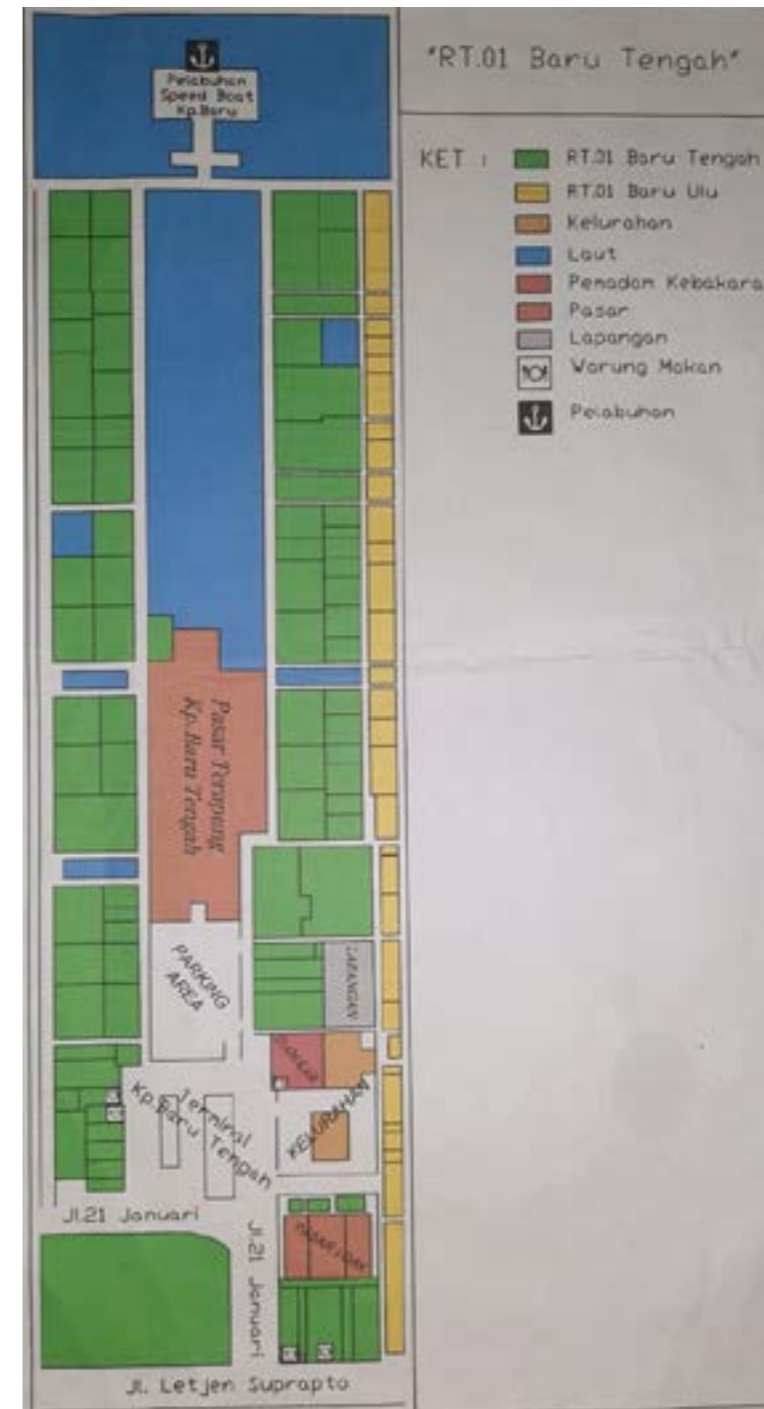 "RT.01 Baru Tengah"
KET :
RT.01 Baru Tengah
RT.01 Baru Ulu
Kelurahan
Laut
Pemadam Kebakara
Pasar
Lapangan
Warung Makan
Pelabuhan
Pelabuhan
Speed Boat
Kp.Baru
Pasar Terapung
Kp.Baru Tengah
PARKING
AREA
LAPANGAN
KELURAHAN
Terminal
Kp.Baru Tengah
Jl.21 Januari
Jl.21 Januari
Jl. Letjen Suprapto